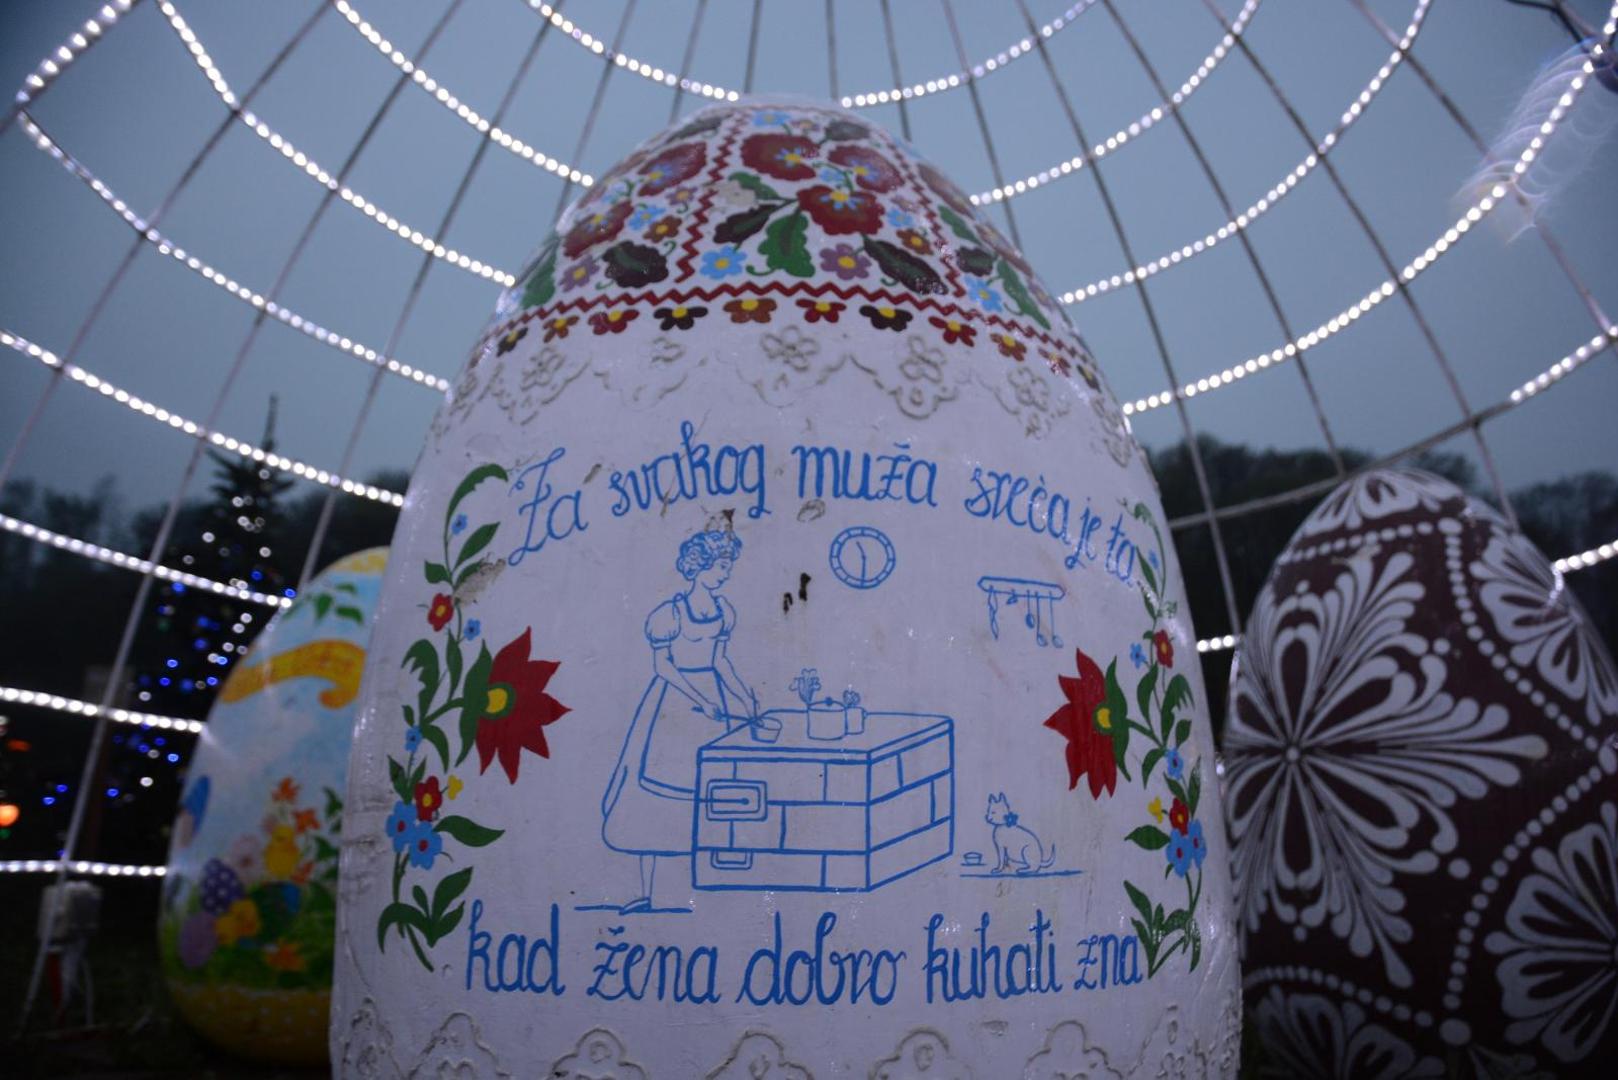 Za svakog muža sreća je ta
kad žena dobro kuhati zna